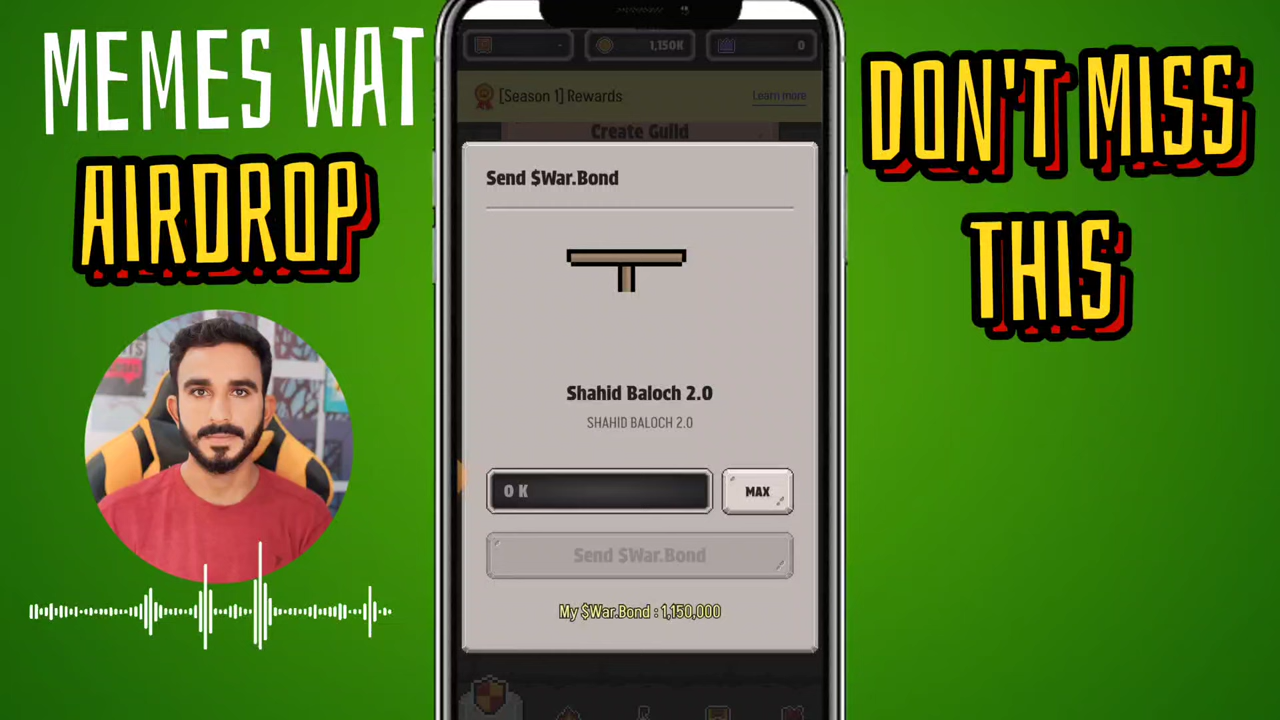 MEMES WAT
AIRDROP
DON'T MISS
THIS
-
1,150K
0
[Season 1] Rewards
Learn more
Create Guild
Send $War.Bond
Shahid Baloch 2.0
SHAHID BALOCH 2.0
0 K
MAX
Send $War.Bond
My $War.Bond : 1,150,000